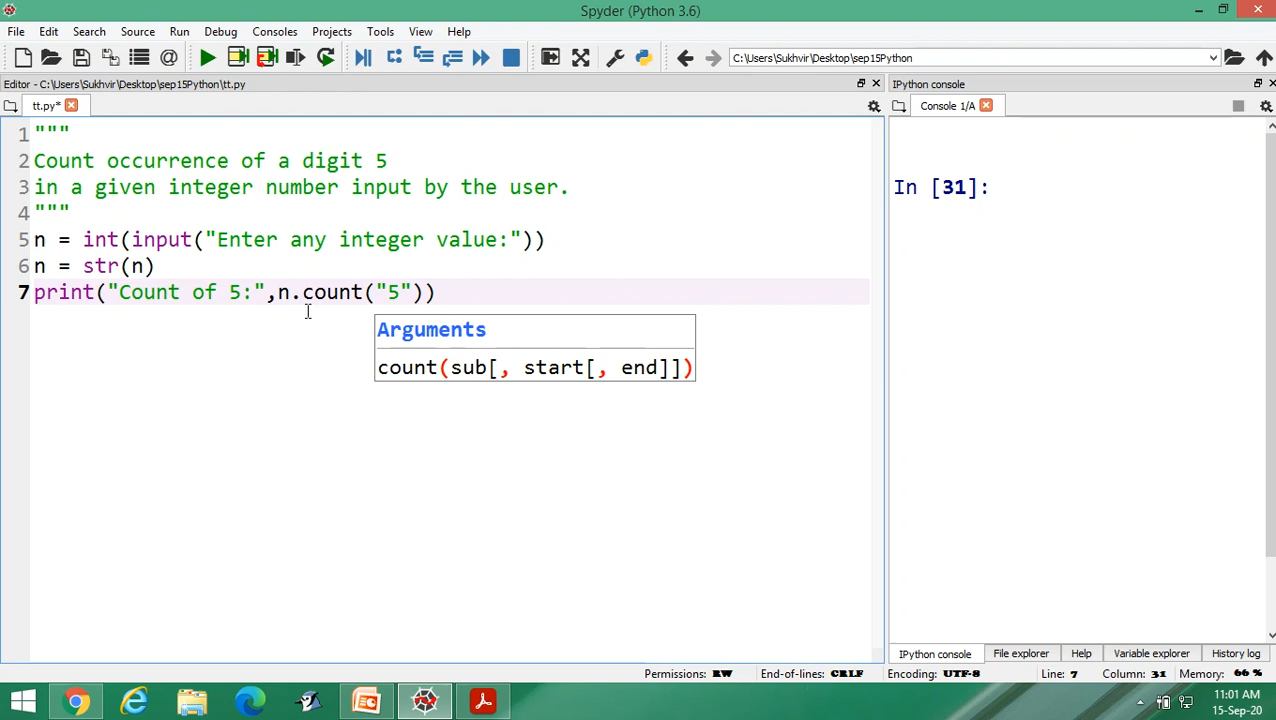 Spyder (Python 3.6)
File Edit Search Source Run Debug Consoles Projects Tools View Help
C:\Users\Sukhvir\Desktop\sep15Python
Editor - C:\Users\Sukhvir\Desktop\sep15Python\tt.py
IPython console
tt.py*
Console 1/A
1 """
2 Count occurrence of a digit 5
3 in a given integer number input by the user.
4 """
5 n = int(input("Enter any integer value:"))
6 n = str(n)
7 print("Count of 5:",n.count("5"))
Arguments
count(sub[, start[, end]])
In [31]:
IPython console File explorer Help Variable explorer History log
Permissions: RW End-of-lines: CRLF Encoding: UTF-8 Line: 7 Column: 31 Memory: 66 %
11:01 AM
15-Sep-20